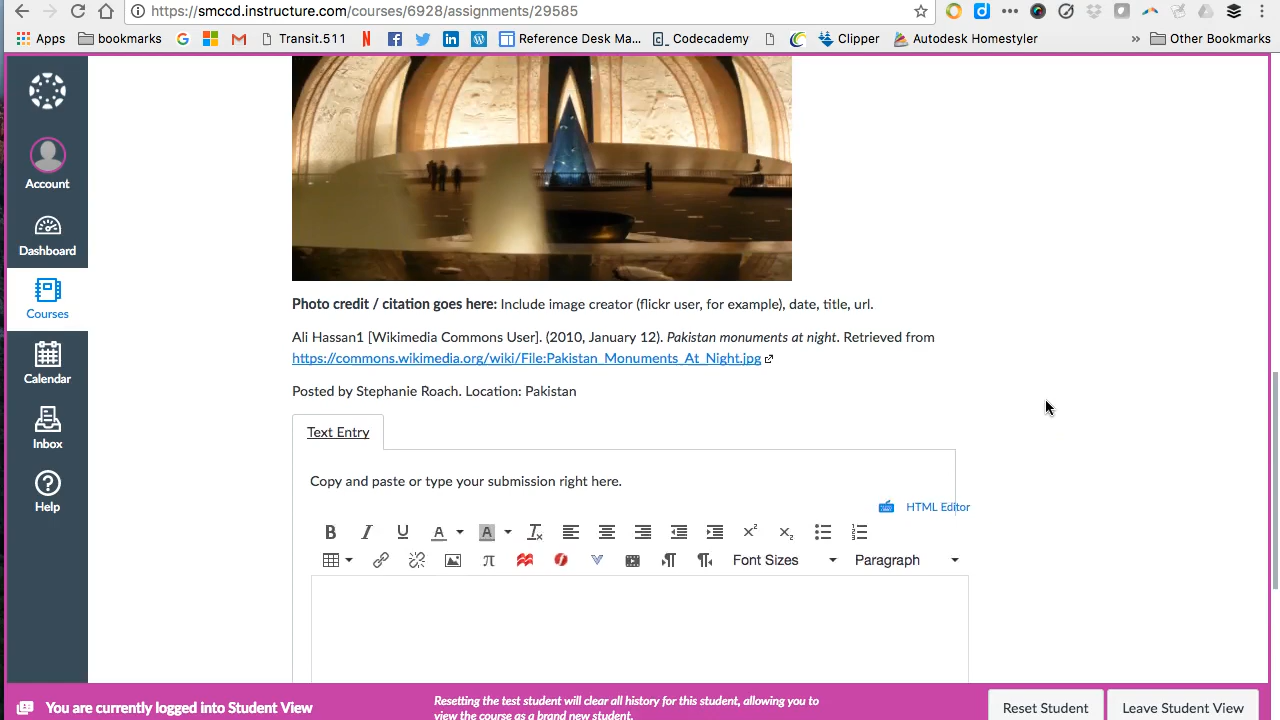 https://smccd.instructure.com/courses/6928/assignments/29585
Apps bookmarks Transit.511 Reference Desk Ma... Codecademy Clipper Autodesk Homestyler » Other Bookmarks
Account
Dashboard
Courses
Calendar
Inbox
Help
Photo credit / citation goes here: Include image creator (flickr user, for example), date, title, url.
Ali Hassan1 [Wikimedia Commons User]. (2010, January 12). Pakistan monuments at night. Retrieved from
https://commons.wikimedia.org/wiki/File:Pakistan_Monuments_At_Night.jpg
Posted by Stephanie Roach. Location: Pakistan
Text Entry
Copy and paste or type your submission right here.
HTML Editor
Font Sizes Paragraph
You are currently logged into Student View
Resetting the test student will clear all history for this student, allowing you to
view the course as a brand new student.
Reset Student
Leave Student View